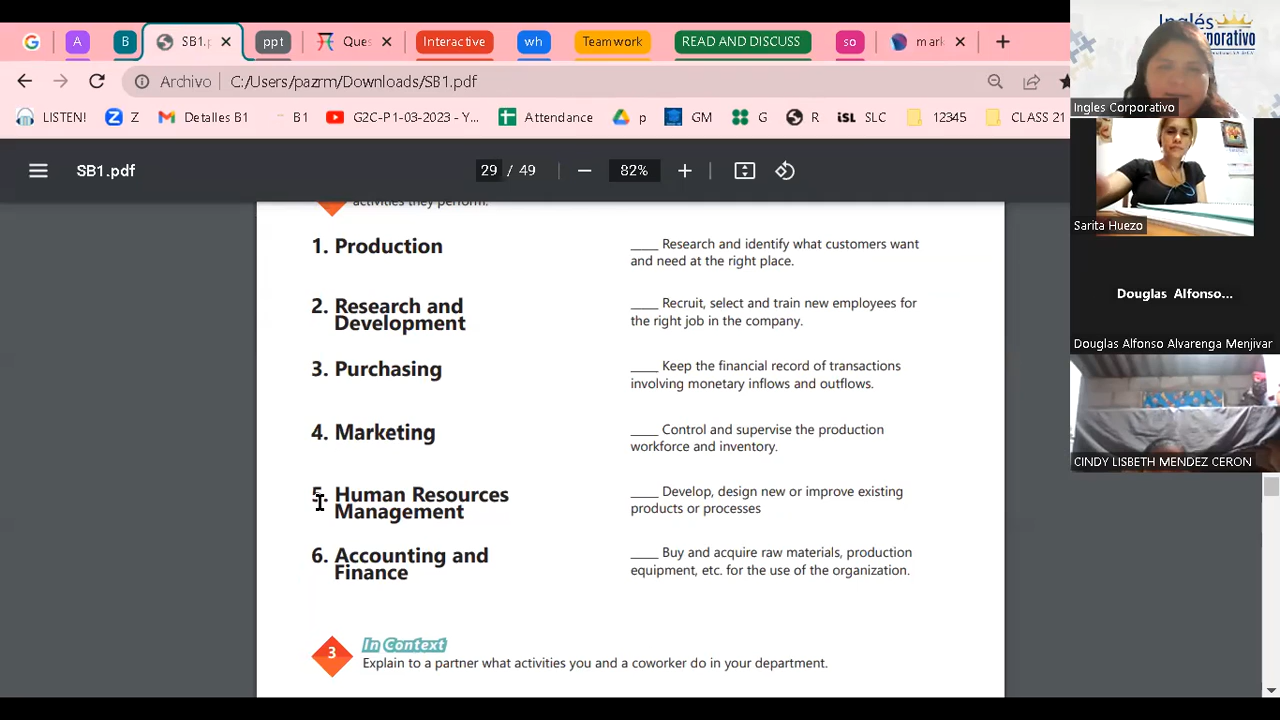 A
B
SB1.p
ppt
Ques
Interactive
wh
Teamwork
READ AND DISCUSS
so
mark
Archivo
C:/Users/pazrm/Downloads/SB1.pdf
LISTEN!
Z
Detalles B1
B1
G2C-P1-03-2023 - Y...
Attendance
p
GM
G
R
iSL SLC
12345
CLASS 21
SB1.pdf
29 / 49
82%
activities they perform.
1. Production
____ Research and identify what customers want
and need at the right place.
2. Research and
Development
____ Recruit, select and train new employees for
the right job in the company.
3. Purchasing
____ Keep the financial record of transactions
involving monetary inflows and outflows.
4. Marketing
____ Control and supervise the production
workforce and inventory.
5. Human Resources
Management
____ Develop, design new or improve existing
products or processes
6. Accounting and
Finance
____ Buy and acquire raw materials, production
equipment, etc. for the use of the organization.
3
In Context
Explain to a partner what activities you and a coworker do in your department.
Inglés
Ingles Corporativo
Sarita Huezo
Douglas Alfonso...
Douglas Alfonso Alvarenga Menjivar
CINDY LISBETH MENDEZ CERON